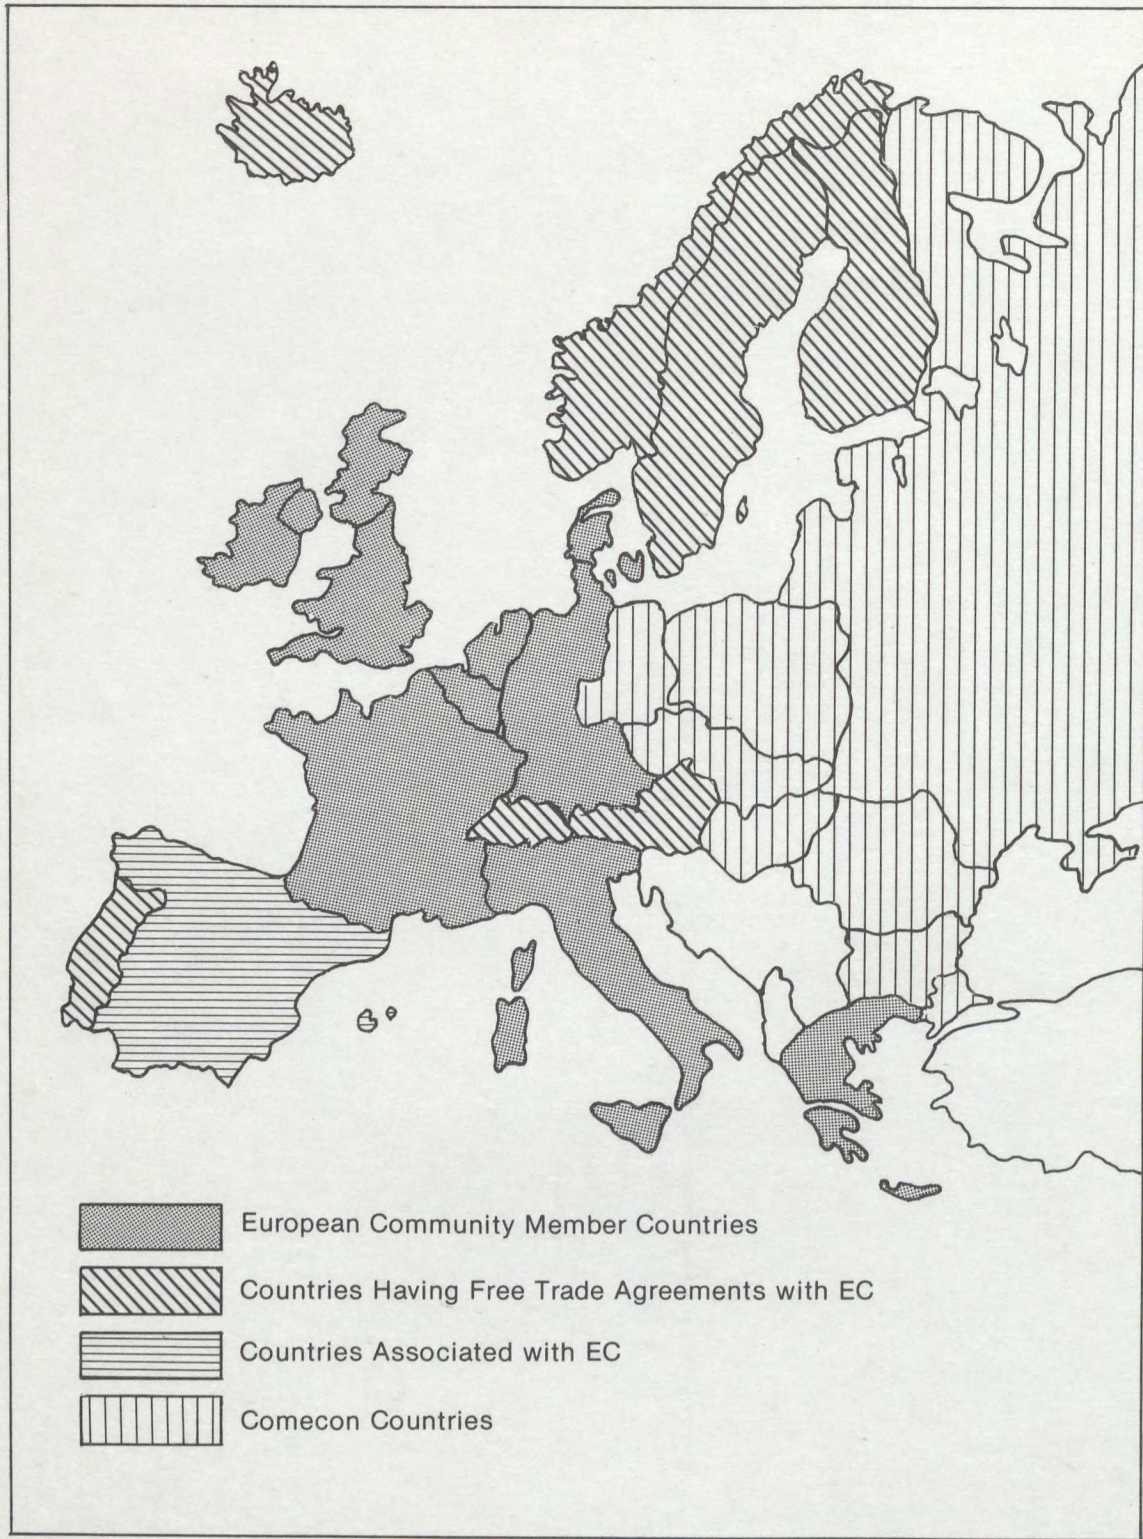 European Community Member Countries
Countries Having Free Trade Agreements with EC
Countries Associated with EC
Comecon Countries